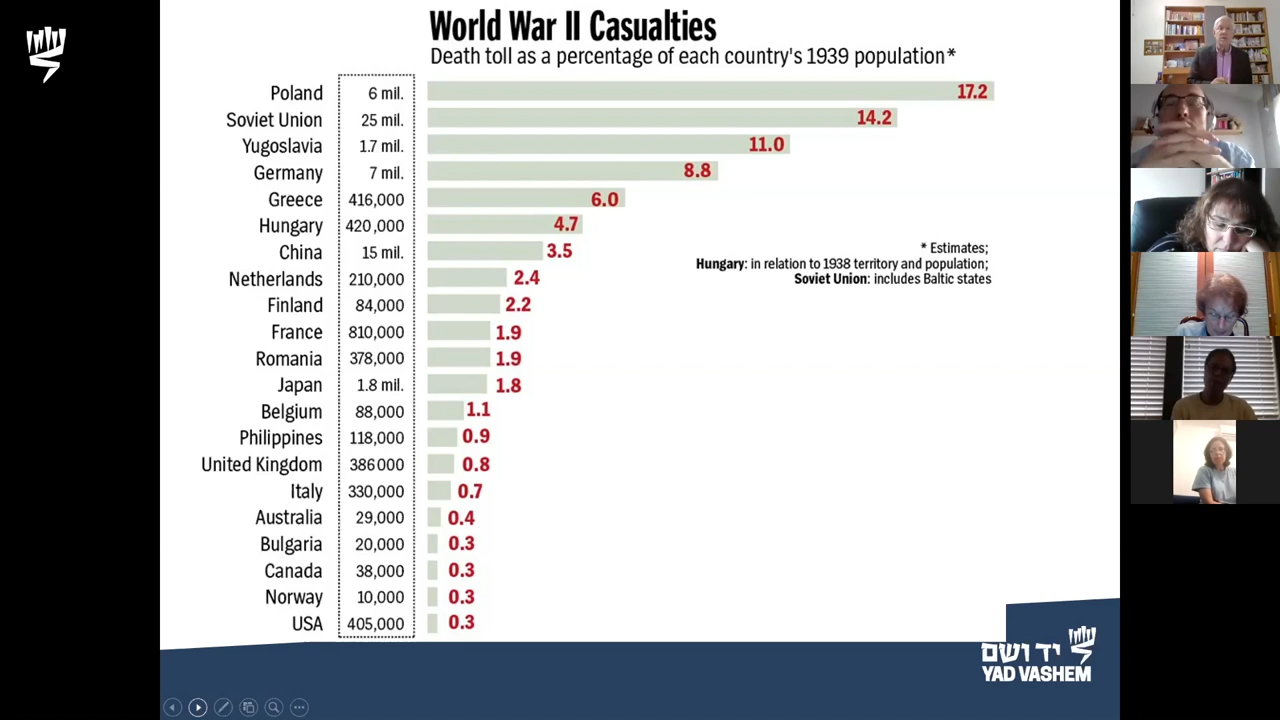 World War II Casualties
Death toll as a percentage of each country's 1939 population*
Poland 6 mil. 17.2
Soviet Union 25 mil. 14.2
Yugoslavia 1.7 mil. 11.0
Germany 7 mil. 8.8
Greece 416,000 6.0
Hungary 420,000 4.7
China 15 mil. 3.5
Netherlands 210,000 2.4
Finland 84,000 2.2
France 810,000 1.9
Romania 378,000 1.9
Japan 1.8 mil. 1.8
Belgium 88,000 1.1
Philippines 118,000 0.9
United Kingdom 386000 0.8
Italy 330,000 0.7
Australia 29,000 0.4
Bulgaria 20,000 0.3
Canada 38,000 0.3
Norway 10,000 0.3
USA 405,000 0.3
* Estimates;
Hungary: in relation to 1938 territory and population;
Soviet Union: includes Baltic states
יד ושם
YAD VASHEM